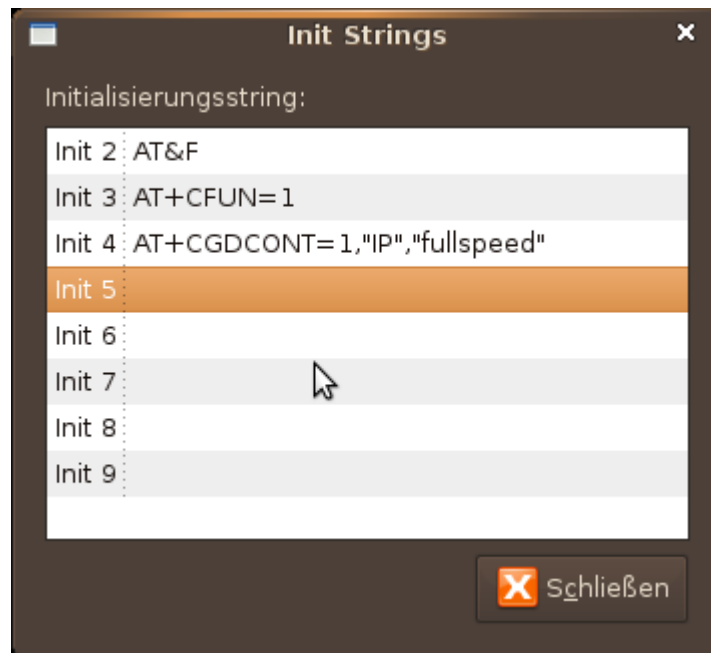 Init Strings
Initialisierungsstring:
Init 2 AT&F
Init 3 AT+CFUN=1
Init 4 AT+CGDCONT=1,"IP","fullspeed"
Init 5
Init 6
Init 7
Init 8
Init 9
Schließen